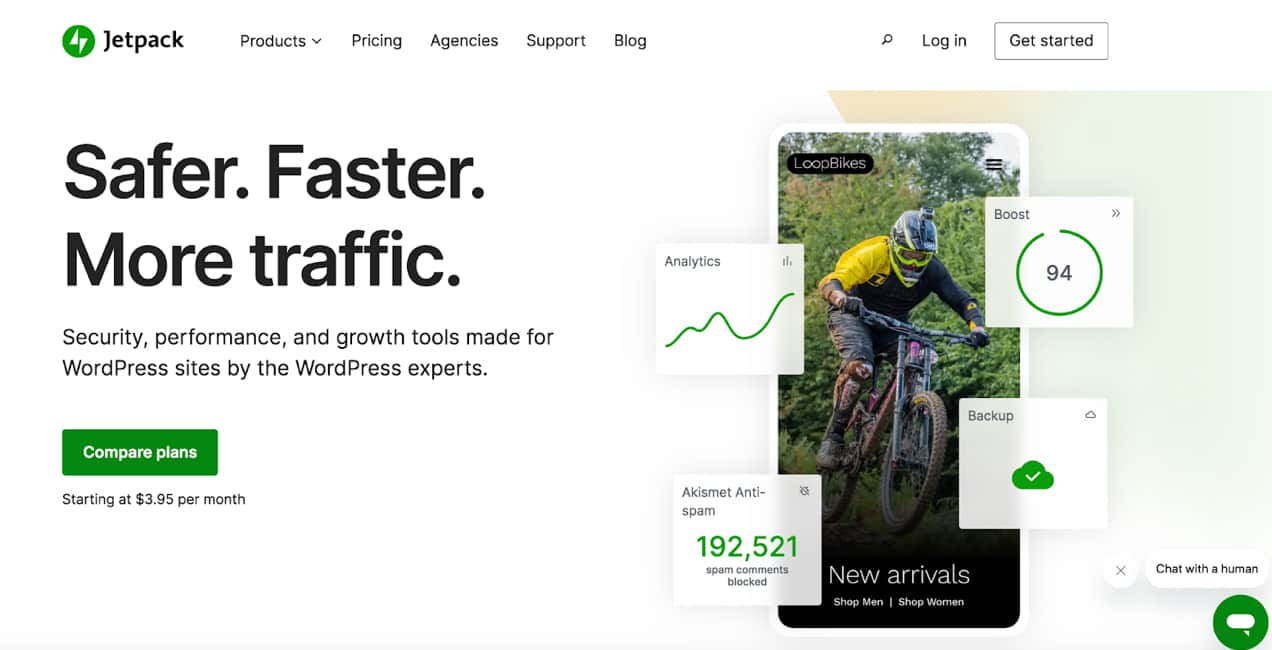 Jetpack
Products
Pricing
Agencies
Support
Blog
Log in
Get started
Safer. Faster.
More traffic.
Security, performance, and growth tools made for
WordPress sites by the WordPress experts.
Compare plans
Starting at $3.95 per month
LoopBikes
Boost
94
Analytics
Backup
Akismet Anti-
spam
192,521
spam comments
blocked
New arrivals
Shop Men | Shop Women
Chat with a human